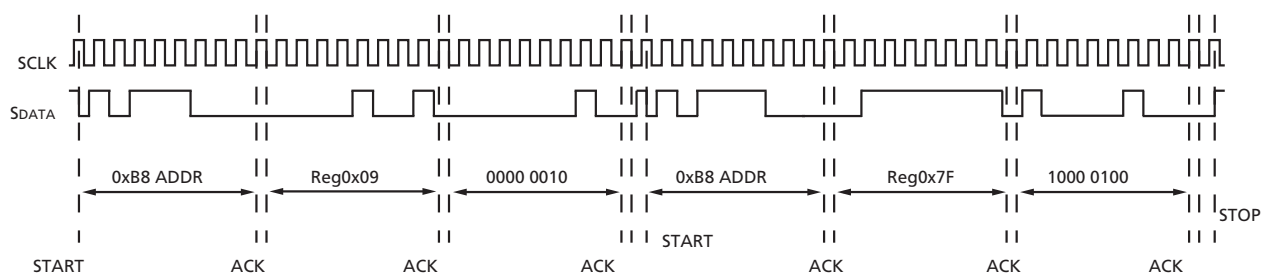 SCLK
SDATA
0xB8 ADDR Reg0x09 0000 0010 0xB8 ADDR Reg0x7F 1000 0100
STOP
START
START ACK ACK ACK ACK ACK ACK